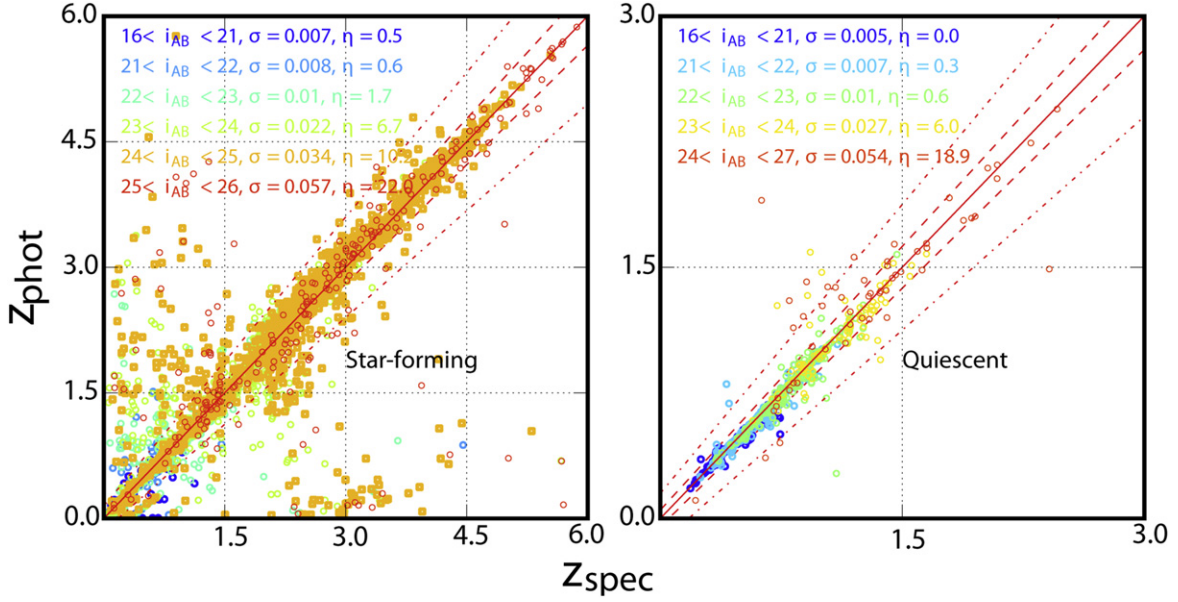 6.0
4.5
3.0
1.5
0.0
1.5
3.0
4.5
6.0
Zphot
16< iAB < 21, σ = 0.007, η = 0.5
21< iAB < 22, σ = 0.008, η = 0.6
22< iAB < 23, σ = 0.01, η = 1.7
23< iAB < 24, σ = 0.022, η = 6.7
24< iAB < 25, σ = 0.034, η =
25< iAB < 26, σ = 0.057, η = 22.0
Star-forming
3.0
1.5
0.0
1.5
3.0
16< iAB < 21, σ = 0.005, η = 0.0
21< iAB < 22, σ = 0.007, η = 0.3
22< iAB < 23, σ = 0.01, η = 0.6
23< iAB < 24, σ = 0.027, η = 6.0
24< iAB < 27, σ = 0.054, η = 18.9
Quiescent
Zspec